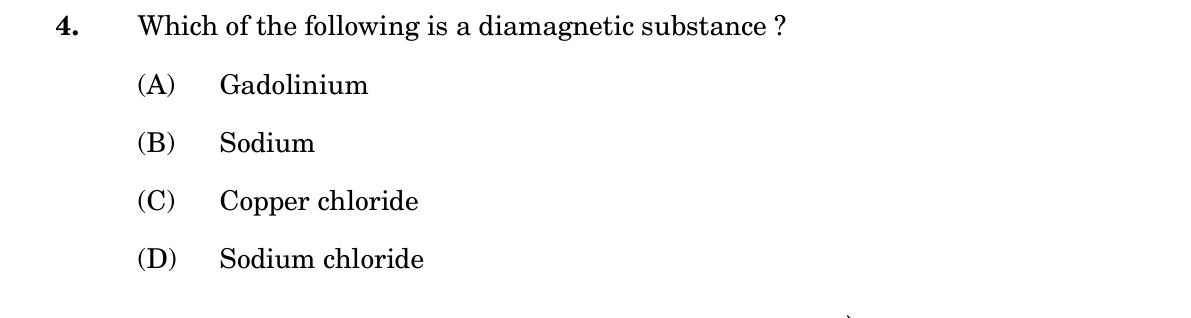 4. Which of the following is a diamagnetic substance ?
(A) Gadolinium
(B) Sodium
(C) Copper chloride
(D) Sodium chloride